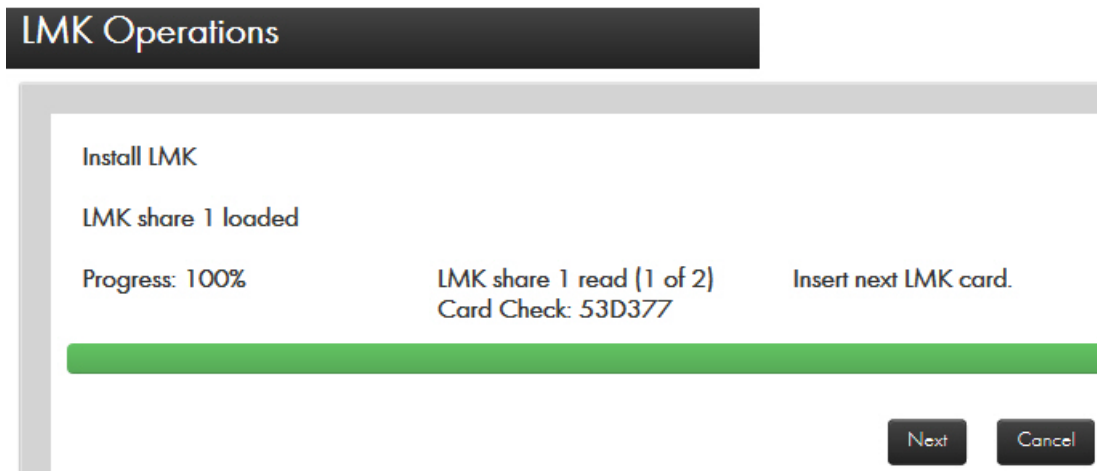 LMK Operations
Install LMK
LMK share 1 loaded
Progress: 100%
LMK share 1 read (1 of 2)
Card Check: 53D377
Insert next LMK card.
Next
Cancel